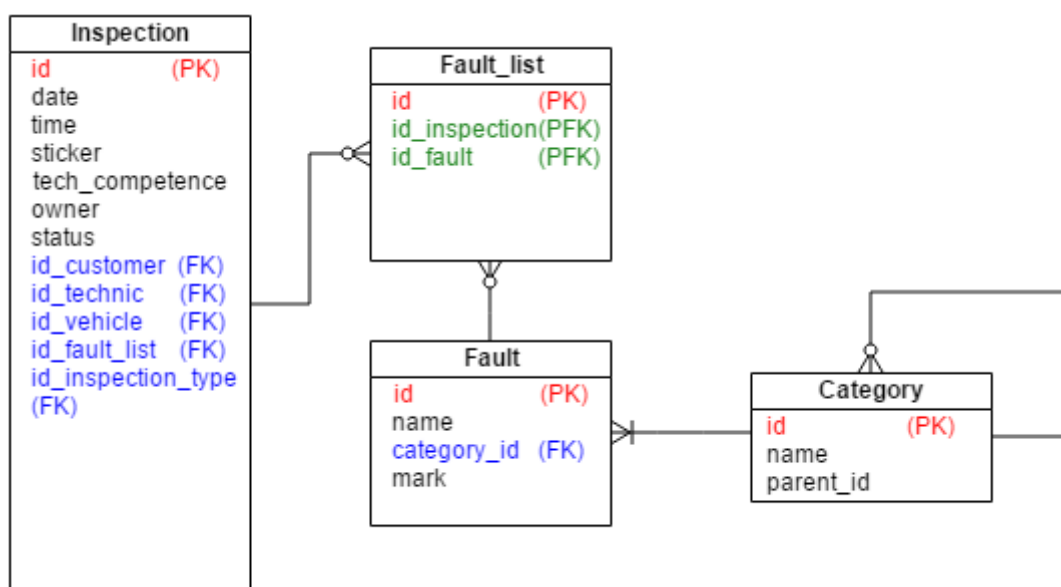 Inspection
id (PK)
date
time
sticker
tech_competence
owner
status
id_customer (FK)
id_technic (FK)
id_vehicle (FK)
id_fault_list (FK)
id_inspection_type
(FK)
Fault_list
id (PK)
id_inspection(PFK)
id_fault (PFK)
Fault
id (PK)
name
category_id (FK)
mark
Category
id (PK)
name
parent_id